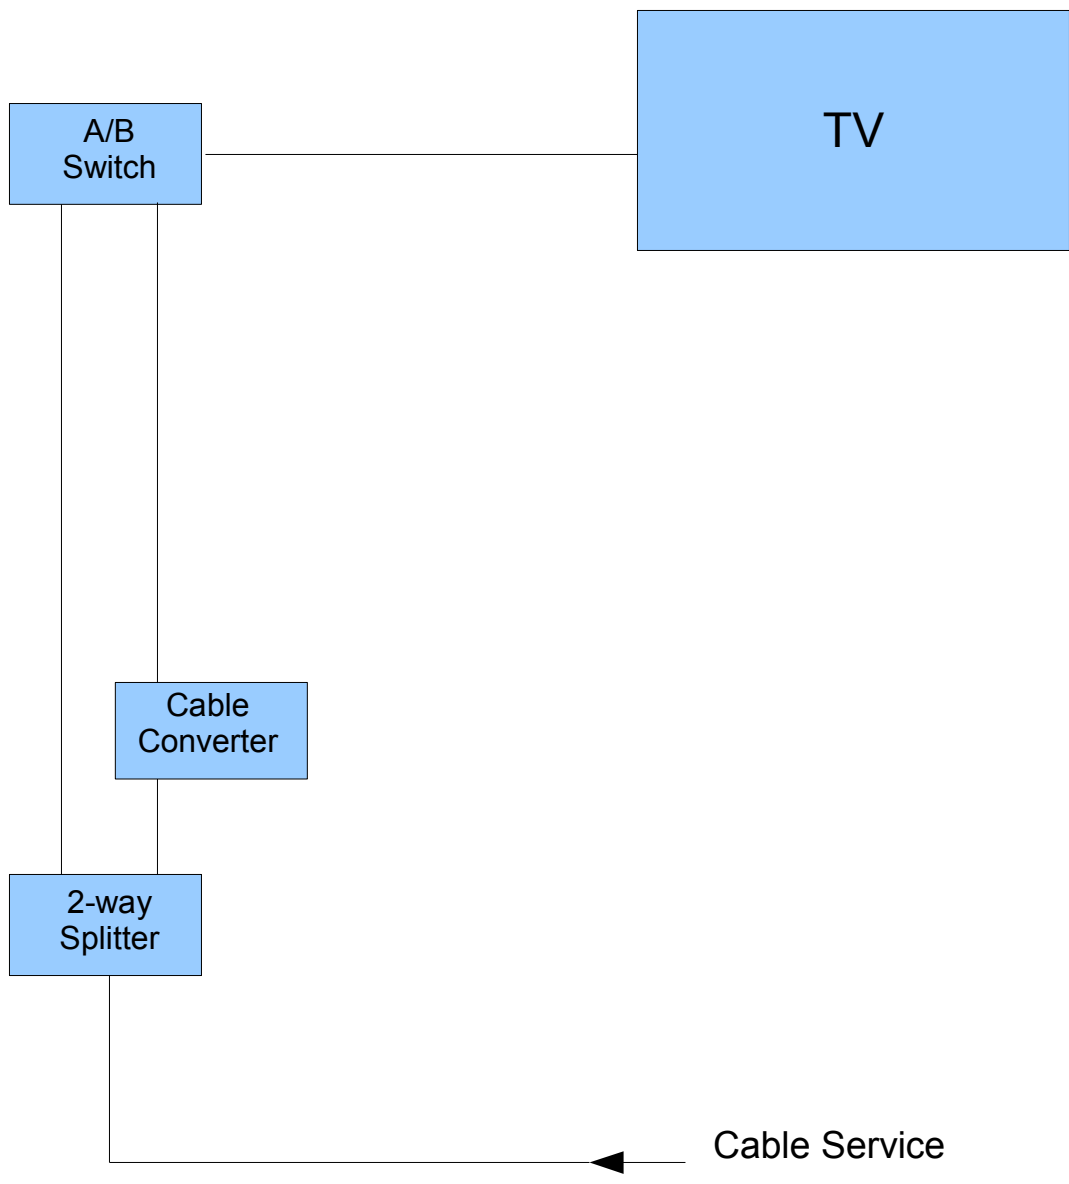 A/B
Switch
TV
Cable
Converter
2-way
Splitter
Cable Service